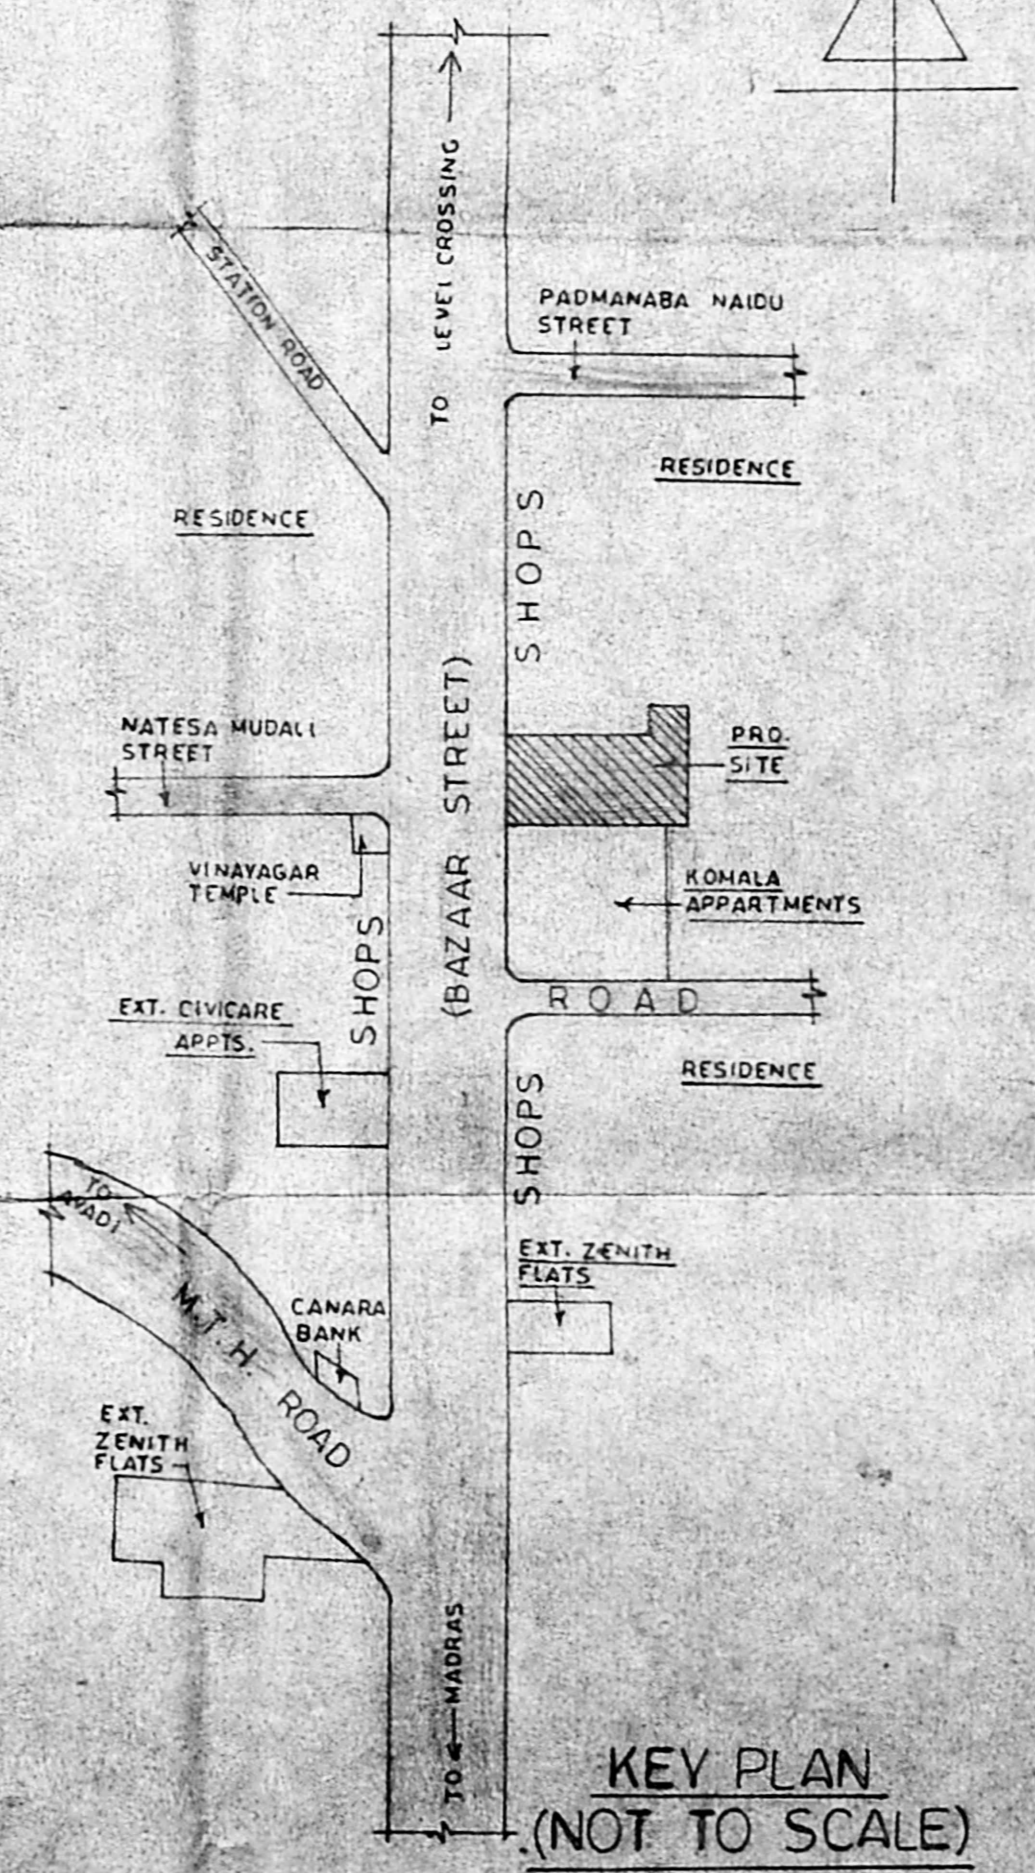 TO LEVEL CROSSING
STATION ROAD
PADMANABA NAIDU
STREET
RESIDENCE
RESIDENCE
SHOPS
(BAZAAR STREET)
NATESA MUDALI
STREET
PRO.
SITE
VINAYAGAR
TEMPLE
KOMALA
APPARTMENTS
SHOPS
ROAD
EXT. CIVICARE
APPTS.
RESIDENCE
SHOPS
TO
AVADI
EXT. ZENITH
FLATS
M.T.H. ROAD
CANARA
BANK
EXT.
ZENITH
FLATS
TO MADRAS
KEY PLAN
(NOT TO SCALE)